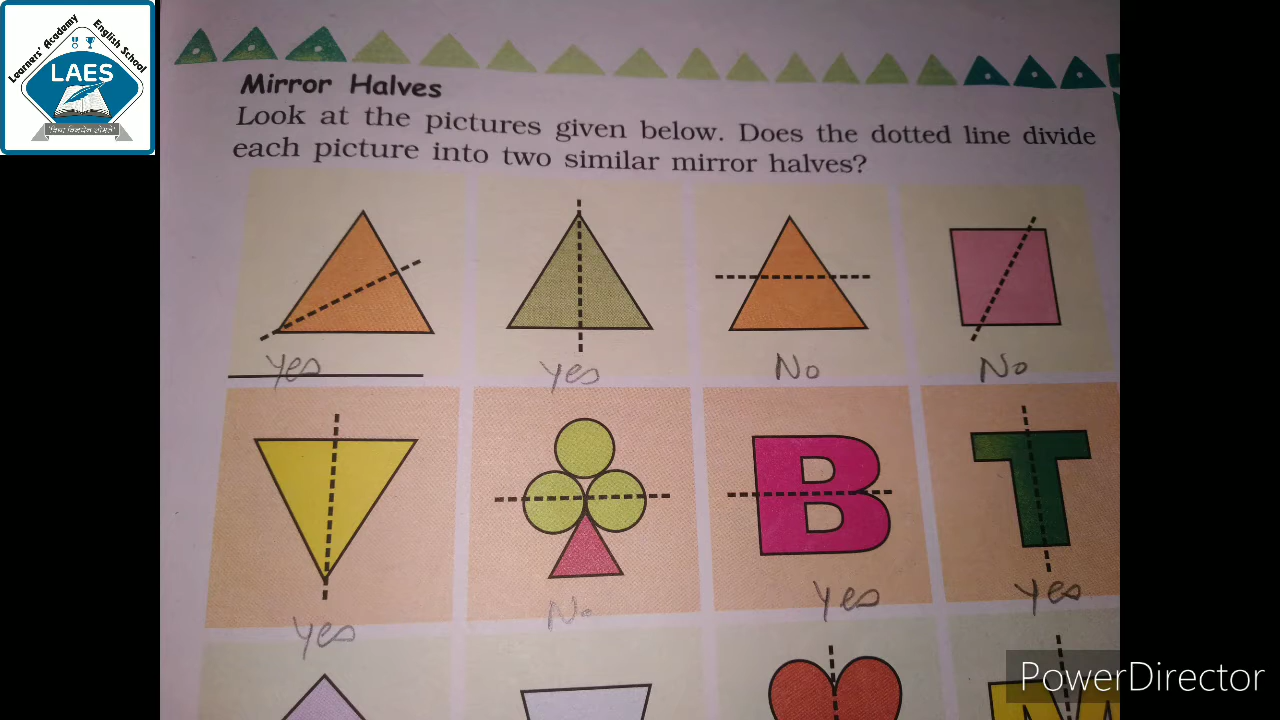 Learners' Academy English School
LAES
Mirror Halves
Look at the pictures given below. Does the dotted line divide
each picture into two similar mirror halves?
Yes Yes No No
B T
Yes No Yes Yes
M
PowerDirector